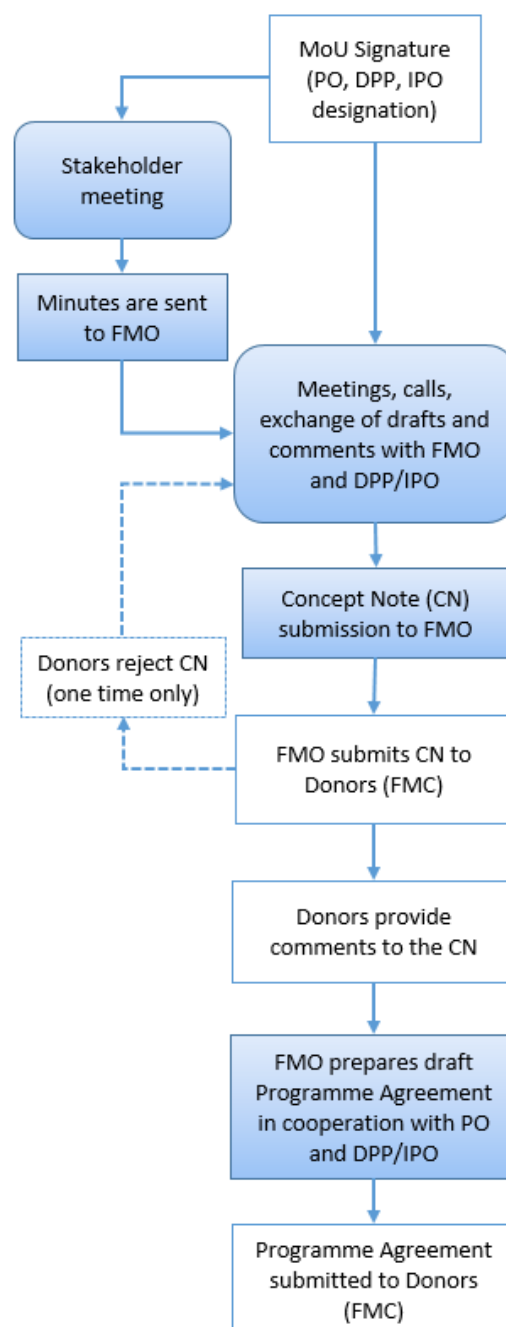 MoU Signature
(PO, DPP, IPO
designation)
Stakeholder
meeting
Minutes are sent
to FMO
Meetings, calls,
exchange of drafts and
comments with FMO
and DPP/IPO
Concept Note (CN)
submission to FMO
Donors reject CN
(one time only)
FMO submits CN to
Donors (FMC)
Donors provide
comments to the CN
FMO prepares draft
Programme Agreement
in cooperation with PO
and DPP/IPO
Programme Agreement
submitted to Donors
(FMC)